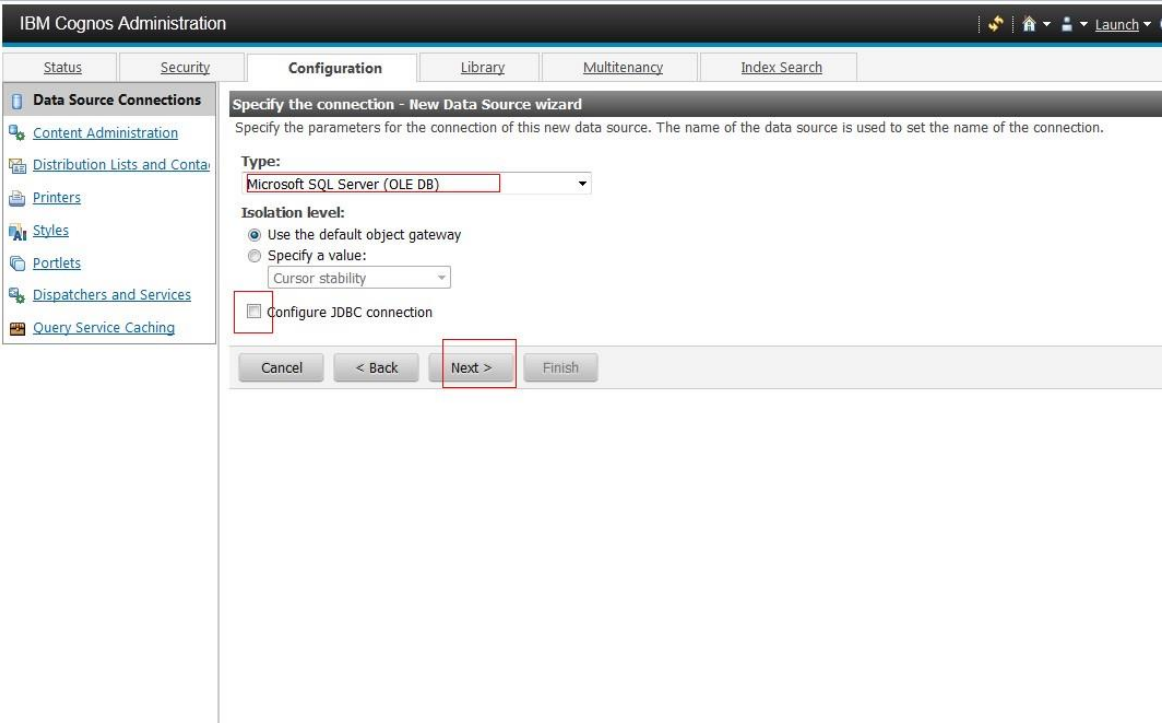 IBM Cognos Administration
Launch
Status Security Configuration Library Multitenancy Index Search
Data Source Connections
Content Administration
Distribution Lists and Conta
Printers
Styles
Portlets
Dispatchers and Services
Query Service Caching
Specify the connection - New Data Source wizard
Specify the parameters for the connection of this new data source. The name of the data source is used to set the name of the connection.
Type:
Microsoft SQL Server (OLE DB)
Isolation level:
Use the default object gateway
Specify a value:
Cursor stability
Configure JDBC connection
Cancel < Back Next > Finish